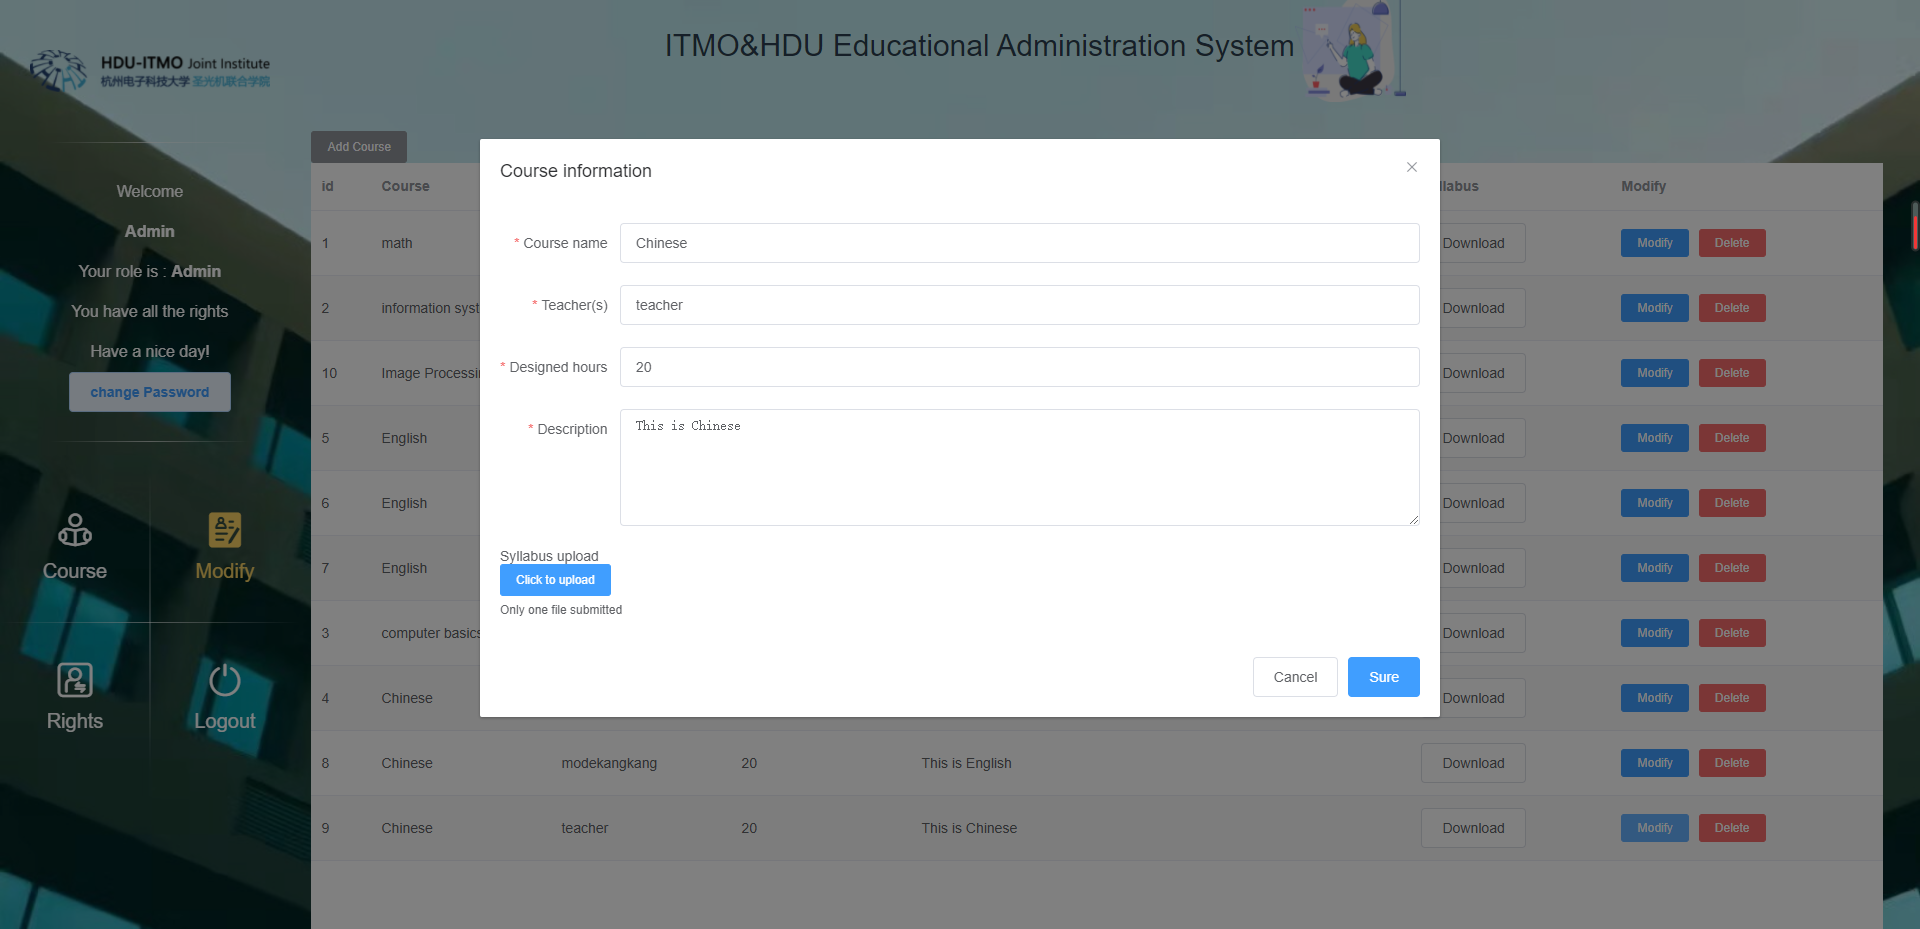 HDU-ITMO Joint Institute
杭州电子科技大学 圣光机联合学院
ITMO&HDU Educational Administration System
Welcome
Admin
Your role is : Admin
You have all the rights
Have a nice day!
change Password
Course
Modify
Rights
Logout
Add Course
id Course llabus Modify
1 math Download Modify Delete
2 information syst Download Modify Delete
10 Image Processi Download Modify Delete
5 English Download Modify Delete
6 English Download Modify Delete
7 English Download Modify Delete
3 computer basics Download Modify Delete
4 Chinese Download Modify Delete
8 Chinese modekangkang 20 This is English Download Modify Delete
9 Chinese teacher 20 This is Chinese Download Modify Delete
Course information
* Course name Chinese
* Teacher(s) teacher
* Designed hours 20
* Description This is Chinese
Syllabus upload
Click to upload
Only one file submitted
Cancel Sure